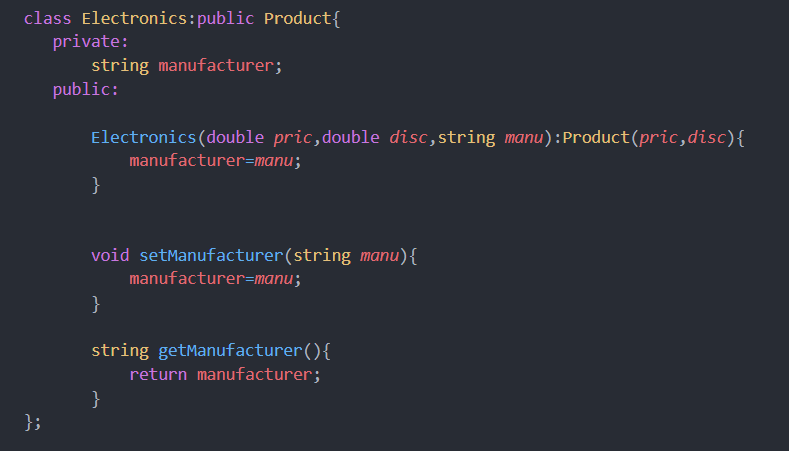 class Electronics:public Product{
private:
string manufacturer;
public:
Electronics(double pric,double disc,string manu):Product(pric,disc){
manufacturer=manu;
}
void setManufacturer(string manu){
manufacturer=manu;
}
string getManufacturer(){
return manufacturer;
}
};